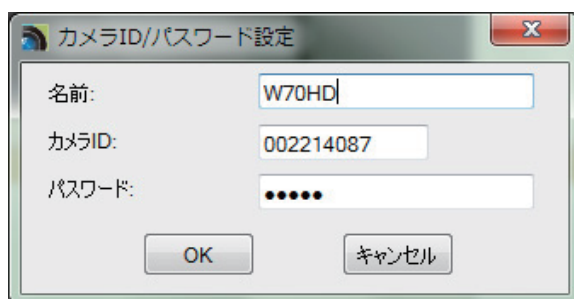 カメラID/パスワード設定
名前: W70HD
カメラID: 002214087
パスワード: •••••
OK キャンセル